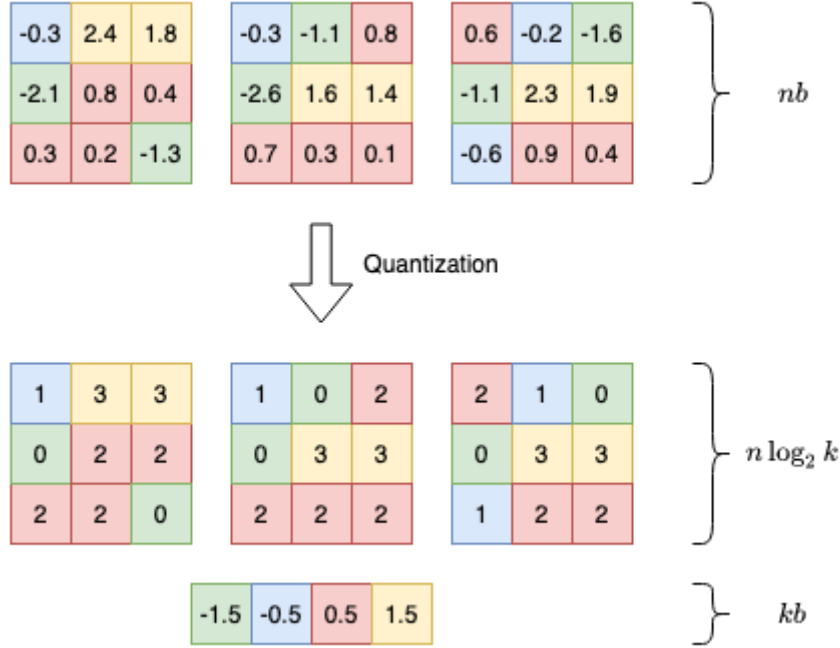 -0.3 2.4 1.8 -0.3 -1.1 0.8 0.6 -0.2 -1.6
-2.1 0.8 0.4 -2.6 1.6 1.4 -1.1 2.3 1.9 nb
0.3 0.2 -1.3 0.7 0.3 0.1 -0.6 0.9 0.4
Quantization
1 3 3 1 0 2 2 1 0
0 2 2 0 3 3 0 3 3 n log₂ k
2 2 0 2 2 2 1 2 2
-1.5 -0.5 0.5 1.5 kb